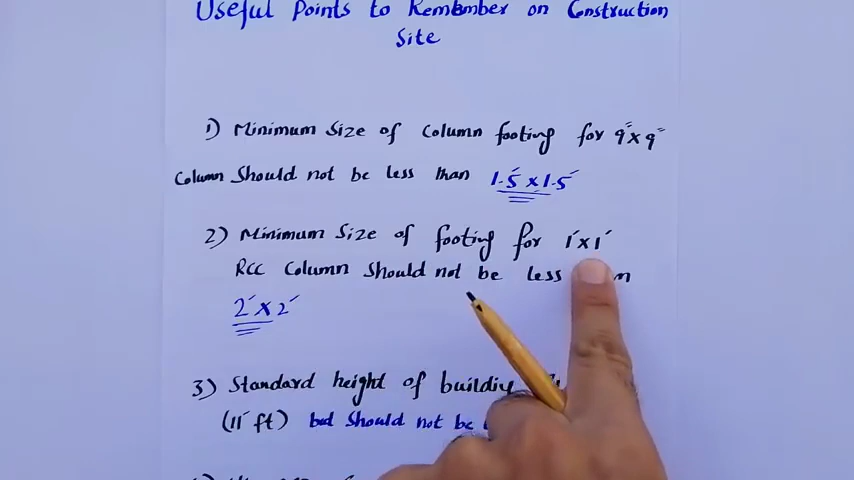 Useful Points to Remember on Construction
Site
1) Minimum Size of Column footing for 9"x9"
Column Should not be less than 1.5'x1.5'
2) Minimum Size of footing for 1'x1'
RCC Column Should not be less
2'x2'
3) Standard height of
(11' ft) but Should not be